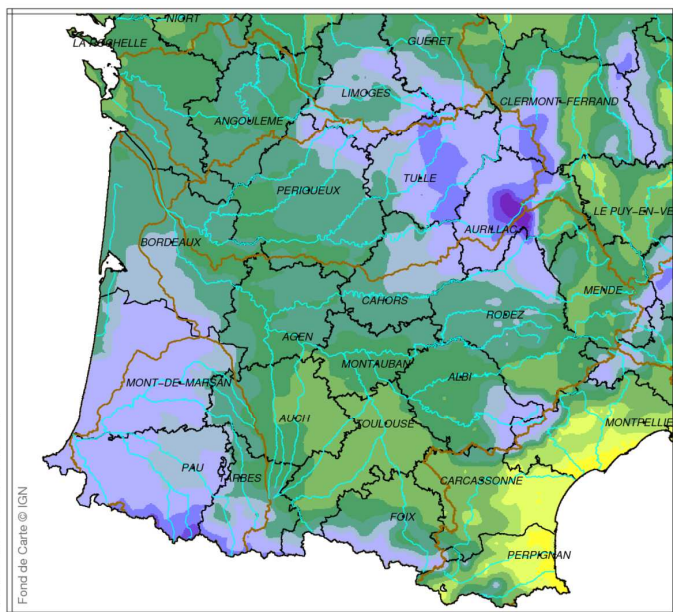 NIORT
LA ROCHELLE
GUERET
LIMOGES
CLERMONT-FERRAND
ANGOULEME
TULLE
PERIGUEUX
LE PUY-EN-VE
AURILLAC
BORDEAUX
MENDE
CAHORS
RODEZ
AGEN
MONTAUBAN
ALBI
MONT-DE-MARSAN
AUCH
TOULOUSE
MONTPELLIE
PAU
TARBES
CARCASSONNE
FOIX
PERPIGNAN
Fond de Carte © IGN